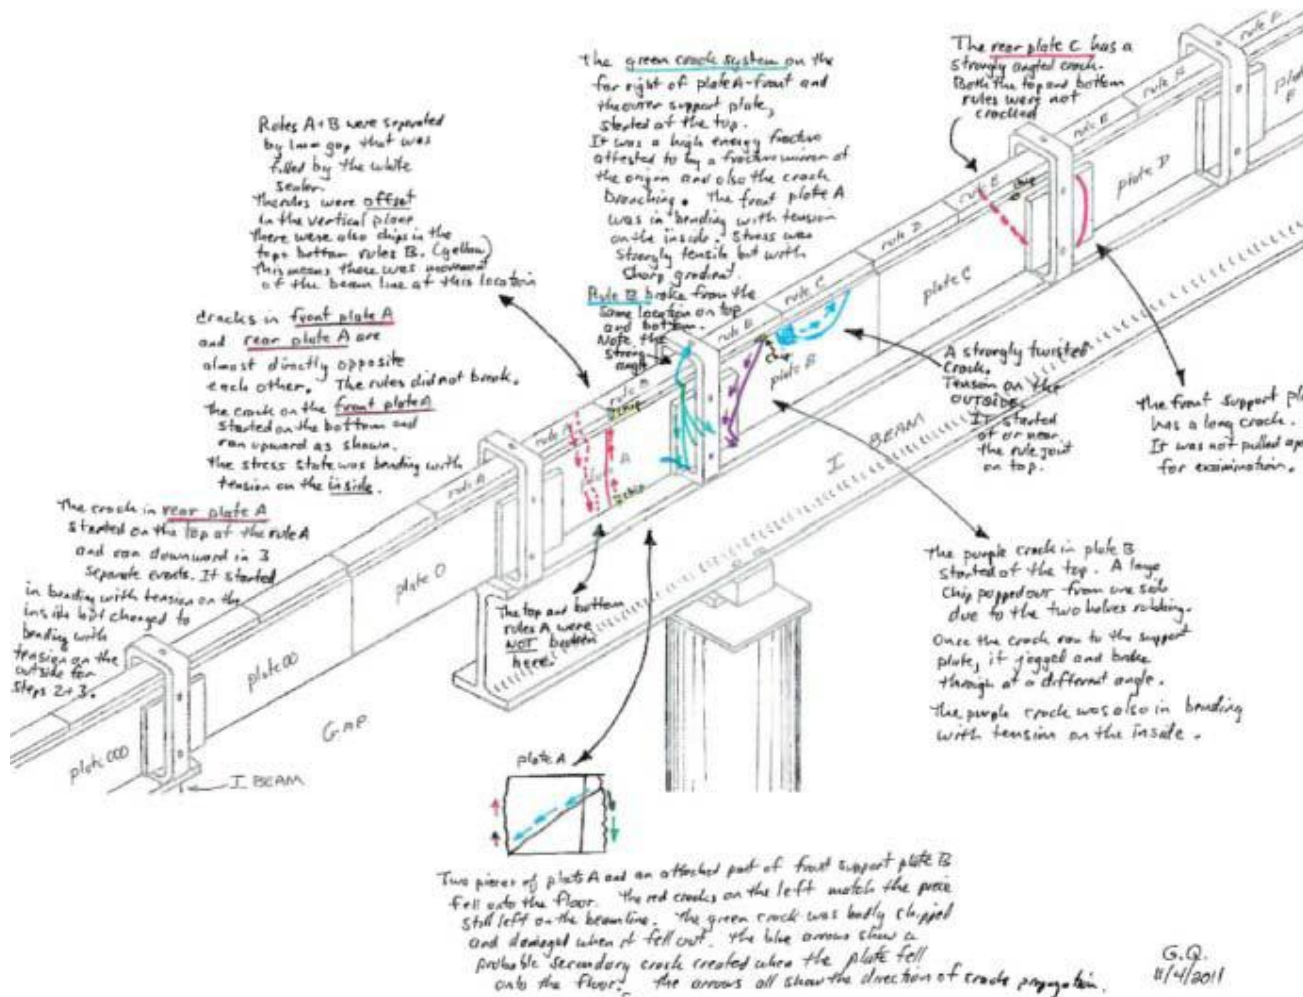 The green crack system on the
far right of plate A-front and
the outer support plate,
started at the top.
It was a high energy fracture
attested to by a fracture mirror at
the origin and also the crack
branching. The front plate A
was in bending with tension
on the inside. Stress was
strongly tensile but with
sharp gradient.
Rule B broke from the
same location on top
and bottom.
Note the
strong
angle
The rear plate C has a
strongly angled crack.
Both the top and bottom
rules were not
cracked
Rules A+B were separated
by 1mm gap that was
filled by the white
sealer.
The rules were offset
in the vertical plane
There were also chips in the
top + bottom rules B. (yellow)
This means there was movement
of the beam line at this location
Cracks in front plate A
and rear plate A are
almost directly opposite
each other. The rules did not break.
The crack on the front plate A
started on the bottom and
ran upward as shown.
The stress state was bending with
tension on the inside.
The crack in rear plate A
started on the top at the rule A
and ran downward in 3
separate events. It started
in bending with tension on the
inside but changed to
bending with
tension on the
outside for
Steps 2+3.
A strongly twisted
crack.
Tension on the
OUTSIDE
It started
at or near
the rule joint
on top.
The front support pl
has a long crack.
It was not pulled apa
for examination.
The purple crack in plate B
started at the top. A large
chip popped out from one side
due to the two halves rubbing.
Once the crack ran to the support
plate, it jogged and broke
through at a different angle.
The purple crack was also in bending
with tension on the inside.
The top and bottom
rules A were
NOT broken
here.
rule E
rule D
rule C
rule B
rule A
chip
plate E
plate D
plate C
plate B
A
plate O
plate OO
plate OOO
GAP
I BEAM
I BEAM
plate A
Two pieces of plate A and an attached part of front support plate B
fell onto the floor. The red cracks on the left match the piece
still left on the beamline. The green crack was badly chipped
and damaged when it fell out. The blue arrows show a
probable secondary crack created when the plate fell
onto the floor. The arrows all show the direction of crack propagation.
G.Q.
11/4/2011